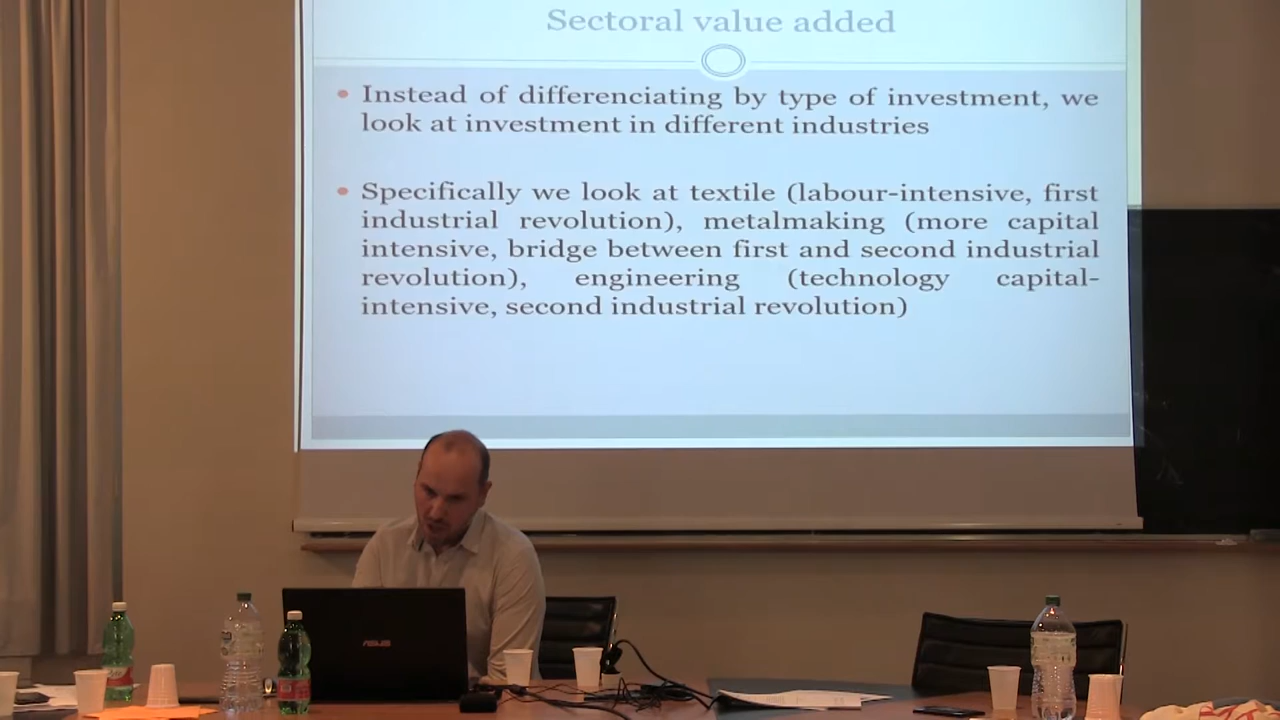 Sectoral value added
Instead of differenciating by type of investment, we
look at investment in different industries
Specifically we look at textile (labour-intensive, first
industrial revolution), metalmaking (more capital
intensive, bridge between first and second industrial
revolution), engineering (technology capital-
intensive, second industrial revolution)
ASUS